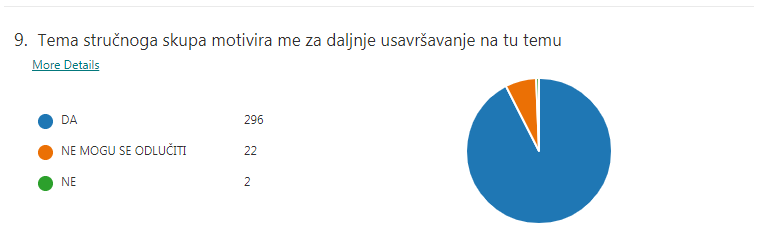 9. Tema stručnoga skupa motivira me za daljnje usavršavanje na tu temu
More Details
DA 296
NE MOGU SE ODLUČITI 22
NE 2